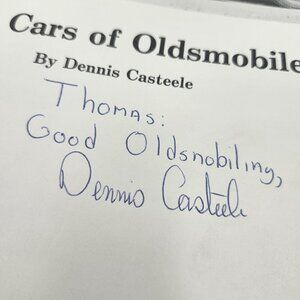 Cars of Oldsmobile
By Dennis Casteele
Thomas:
Good Oldsmobiling,
Dennis Casteele